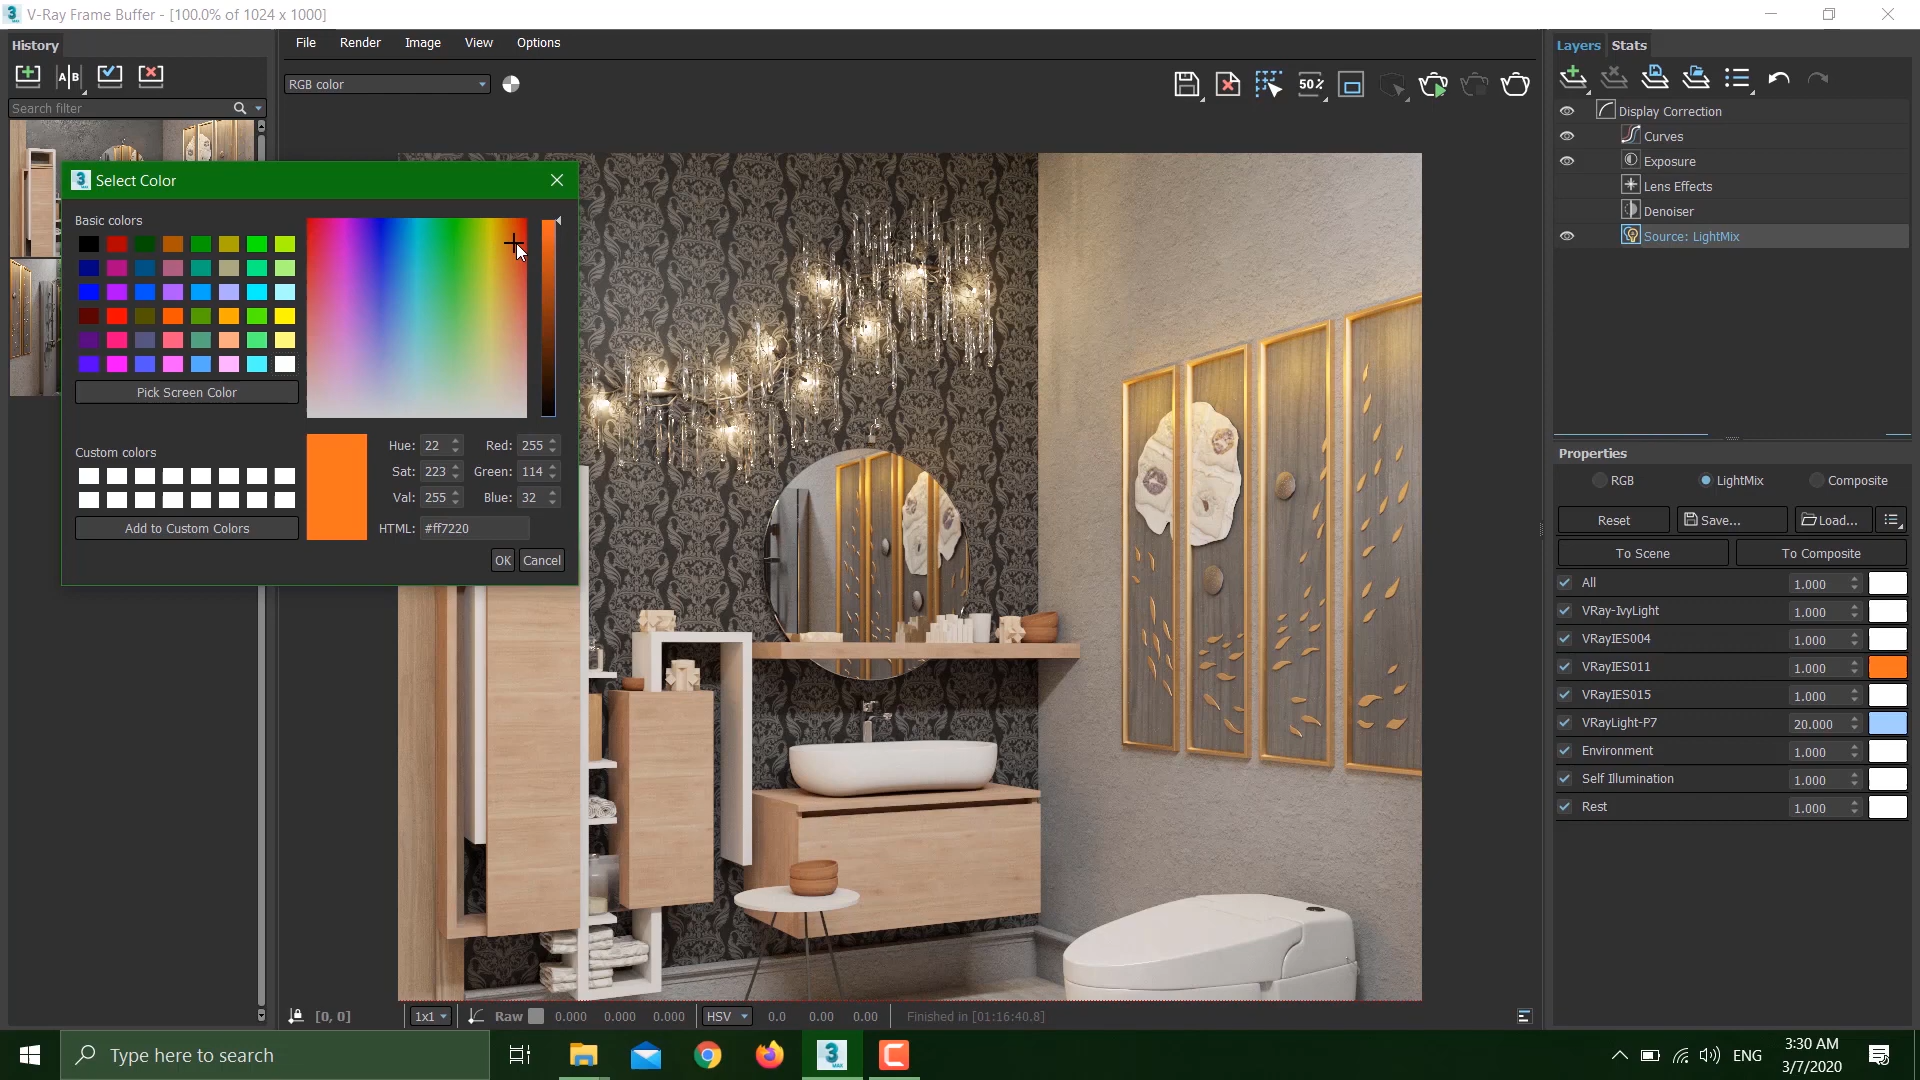 V-Ray Frame Buffer - [100.0% of 1024 x 1000]
History
File Render Image View Options
Layers Stats
A B
RGB color
50%
Search filter
Display Correction
Curves
Exposure
Lens Effects
Denoiser
Source: LightMix
3 Select Color
Basic colors
Pick Screen Color
Custom colors
Add to Custom Colors
Hue: 22 Red: 255
Sat: 223 Green: 114
Val: 255 Blue: 32
HTML: #ff7220
OK Cancel
Properties
RGB LightMix Composite
Reset Save... Load...
To Scene To Composite
All 1.000
VRay-IvyLight 1.000
VRayIES004 1.000
VRayIES011 1.000
VRayIES015 1.000
VRayLight-P7 20.000
Environment 1.000
Self Illumination 1.000
Rest 1.000
[0, 0] 1x1 Raw 0.000 0.000 0.000 HSV 0.0 0.00 0.00 Finished in [01:16:40.8]
Type here to search
3
ENG
3:30 AM
3/7/2020